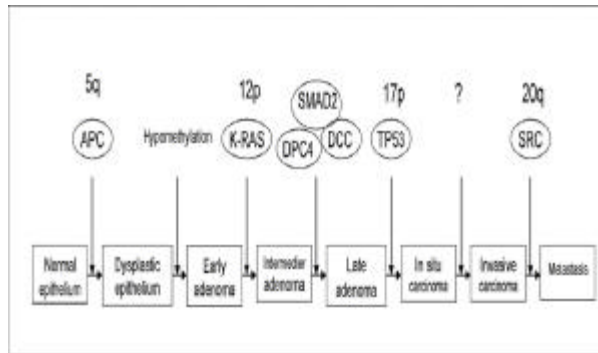 5q
12p
17p
?
20q
SMAD2
APC
Hypomethylation
K-RAS
DPC4
DCC
TP53
SRC
Normal
epithelium
Dysplastic
epithelium
Early
adenoma
Intermedier
adenoma
Late
adenoma
In situ
carcinoma
Invasive
carcinoma
Metastasis